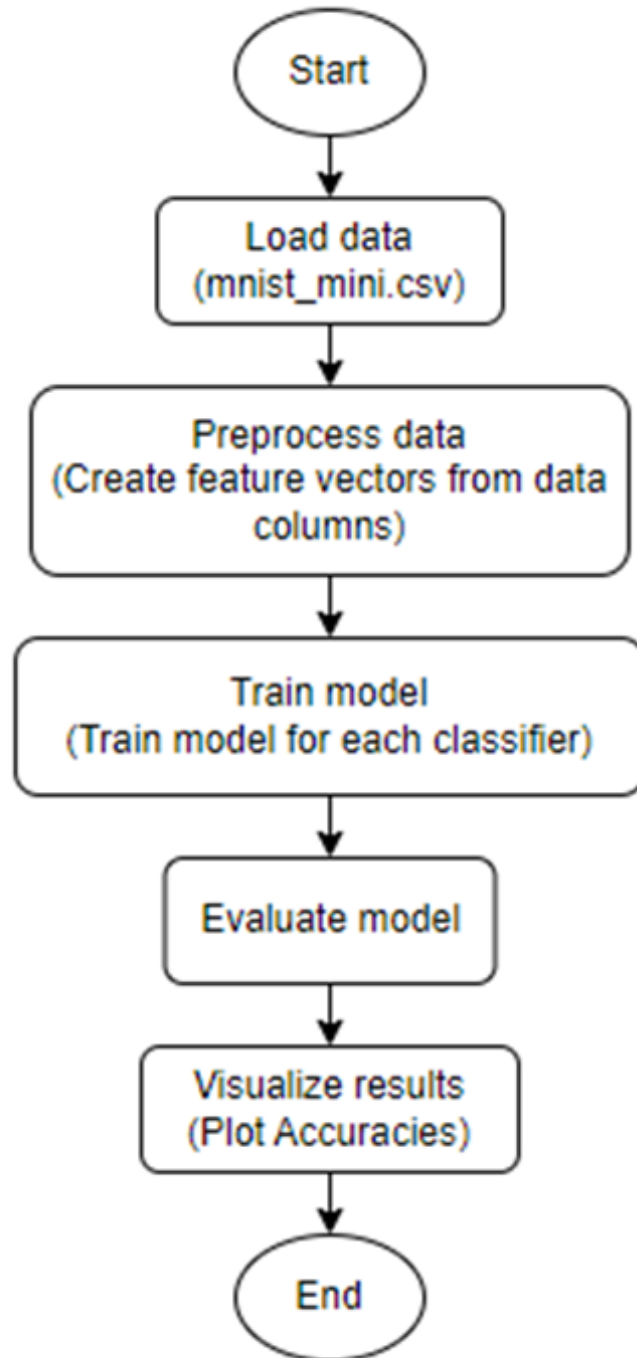 Start
Load data
(mnist_mini.csv)
Preprocess data
(Create feature vectors from data
columns)
Train model
(Train model for each classifier)
Evaluate model
Visualize results
(Plot Accuracies)
End